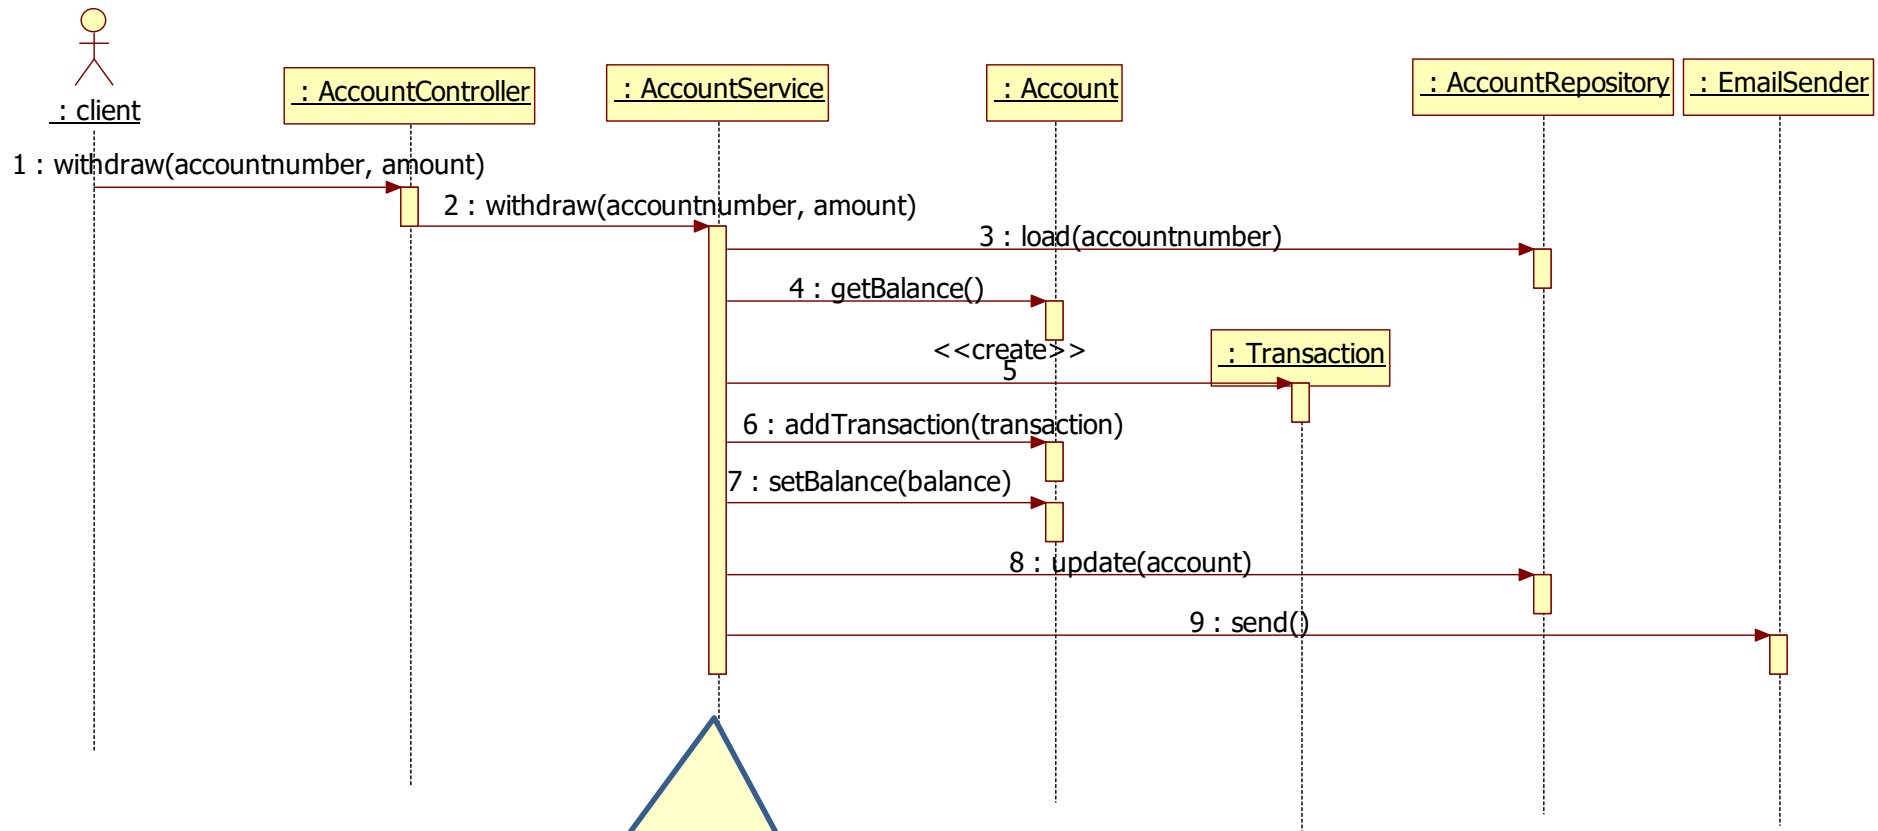 : client
: AccountController
: AccountService
: Account
: AccountRepository
: EmailSender
1 : withdraw(accountnumber, amount)
2 : withdraw(accountnumber, amount)
3 : load(accountnumber)
4 : getBalance()
<<create>>
5
: Transaction
6 : addTransaction(transaction)
7 : setBalance(balance)
8 : update(account)
9 : send()